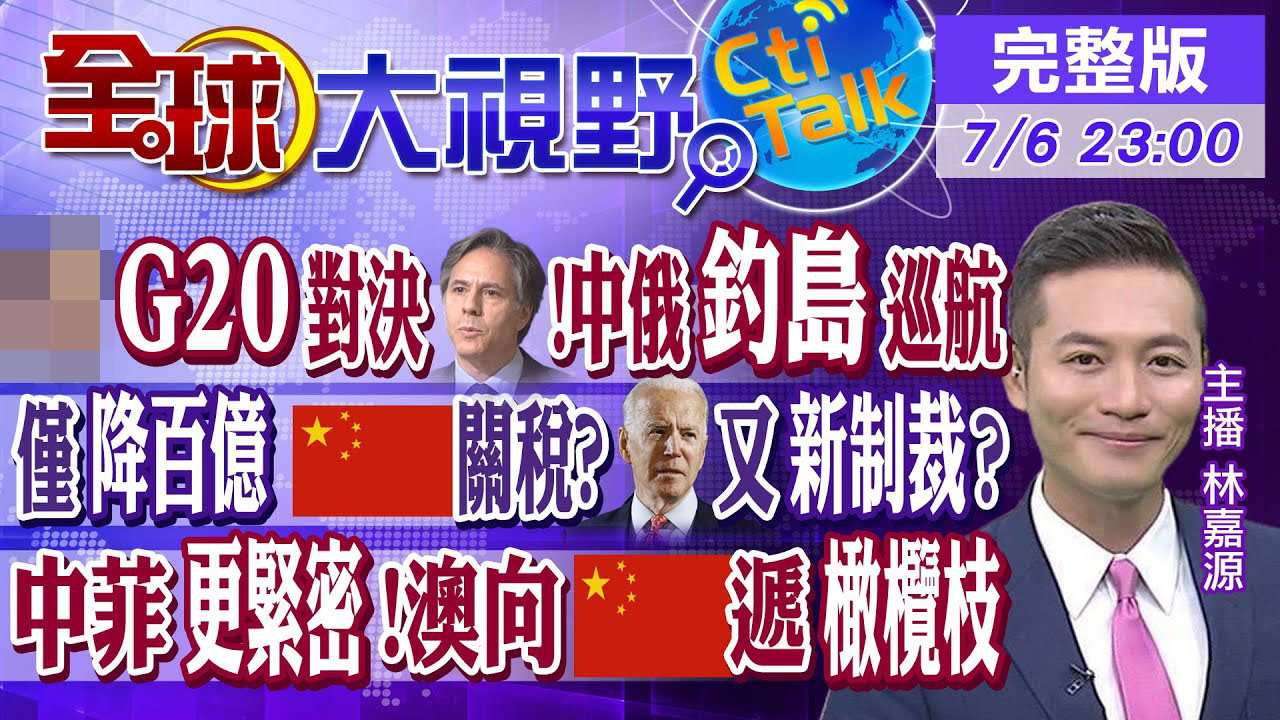 全球大視野
Cti Talk
完整版
7/6 23:00
G20對決!中俄釣島巡航
僅降百億關稅?又新制裁?
中菲更緊密!澳向遞橄欖枝
主播 林嘉源